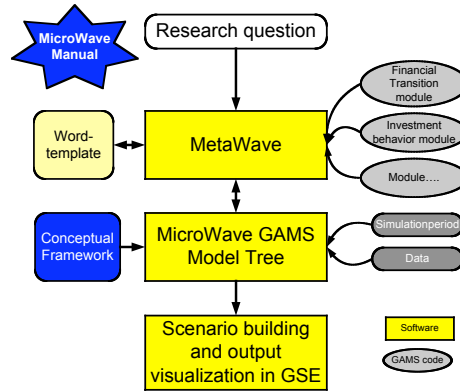 MicroWave
Manual
Research question
Financial
Transition
module
Word-
template
MetaWave
Investment
behavior module
Module....
Conceptual
Framework
MicroWave GAMS
Model Tree
Simulationperiod
Data
Scenario building
and output
visualization in GSE
Software
GAMS code